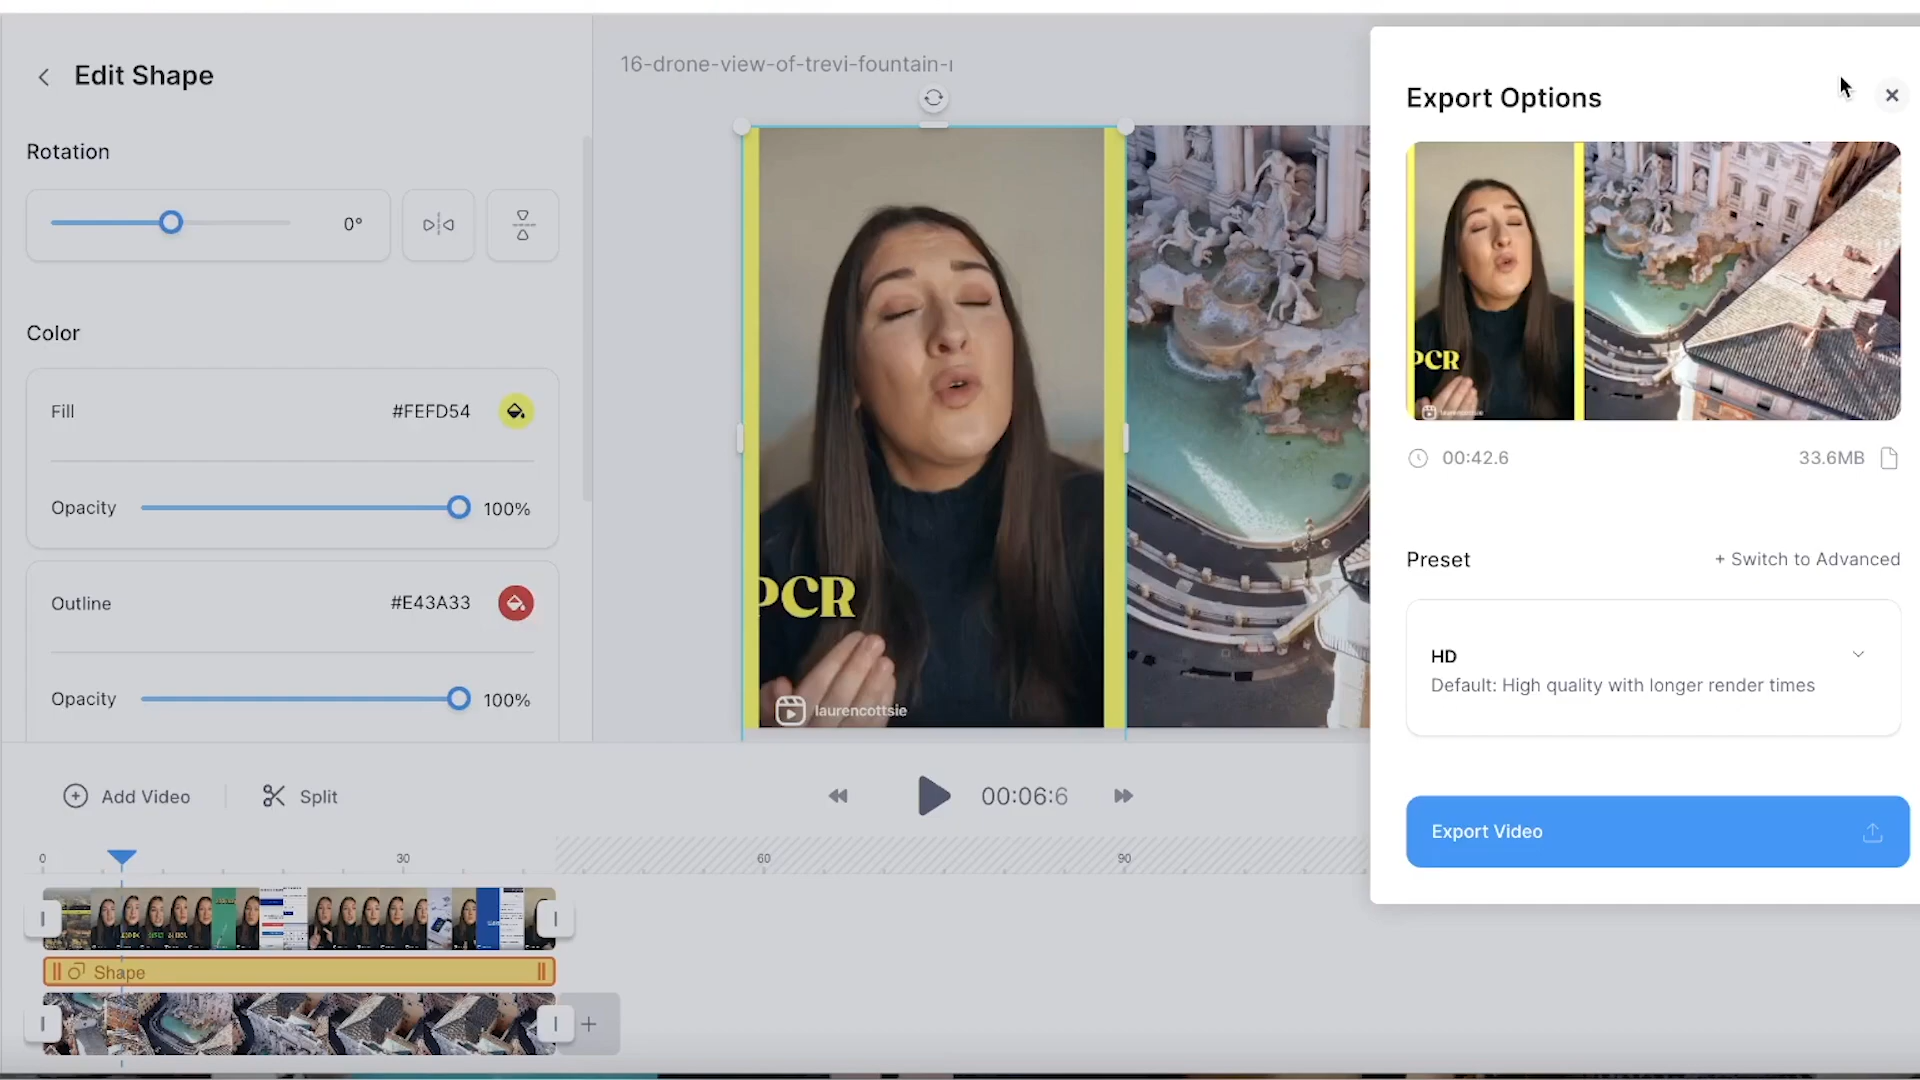 Edit Shape
16-drone-view-of-trevi-fountain-
Export Options
Rotation
0°
Color
Fill
#FEFD54
Opacity
100%
Outline
#E43A33
Opacity
100%
PCR
laurencottsie
PCR
laurencottsie
00:42.6
33.6MB
Preset
+ Switch to Advanced
HD
Default: High quality with longer render times
Export Video
Add Video
Split
00:06:6
0
30
60
90
Shape